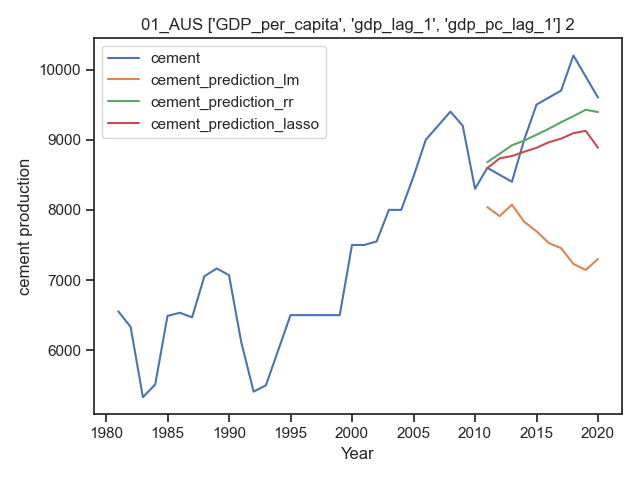 01_AUS ['GDP_per_capita', 'gdp_lag_1', 'gdp_pc_lag_1'] 2
cement
cement_prediction_lm
cement_prediction_rr
cement_prediction_lasso
cement production
10000
9000
8000
7000
6000
1980 1985 1990 1995 2000 2005 2010 2015 2020
Year